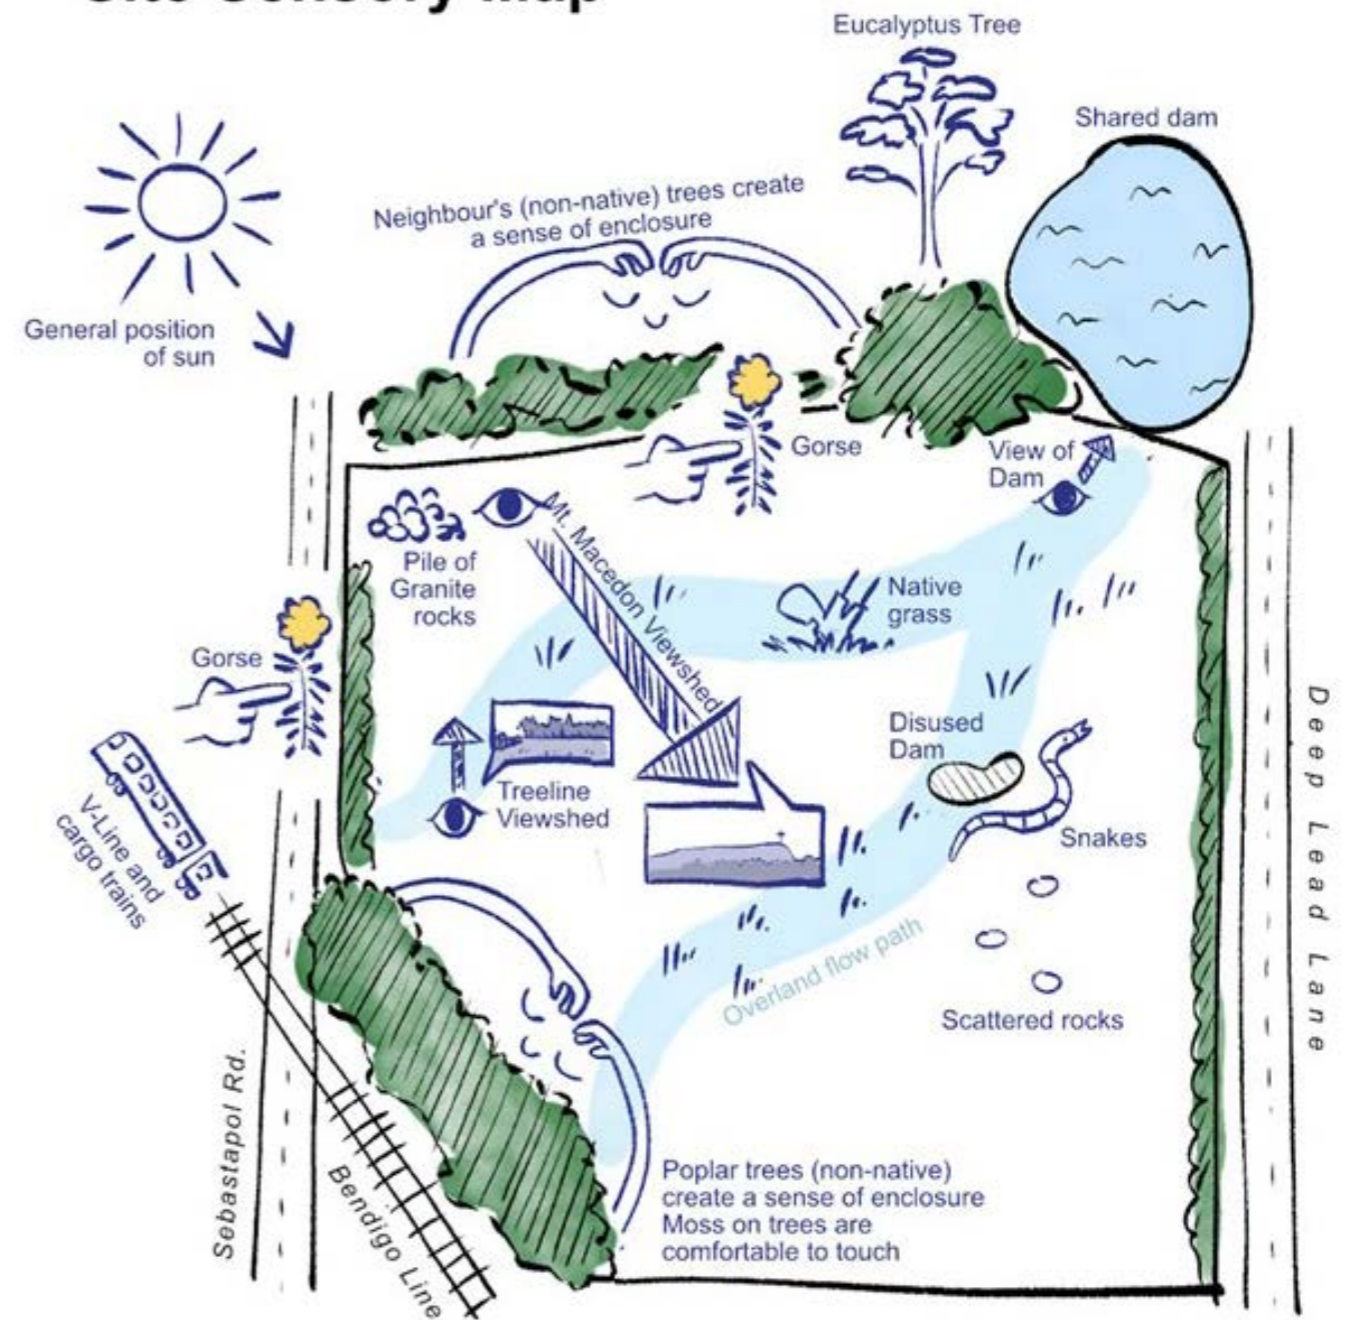 Site Sensory Map
Eucalyptus Tree
Shared dam
Neighbour's (non-native) trees create
a sense of enclosure
General position
of sun
Gorse
View of
Dam
Mt. Macedon Viewshed
Pile of
Granite
rocks
Native
grass
Gorse
Disused
Dam
Treeline
Viewshed
Snakes
V-Line and
cargo trains
Deep Lead Lane
Overland flow path
Scattered rocks
Sebastapol Rd.
Bendigo Line
Poplar trees (non-native)
create a sense of enclosure
Moss on trees are
comfortable to touch